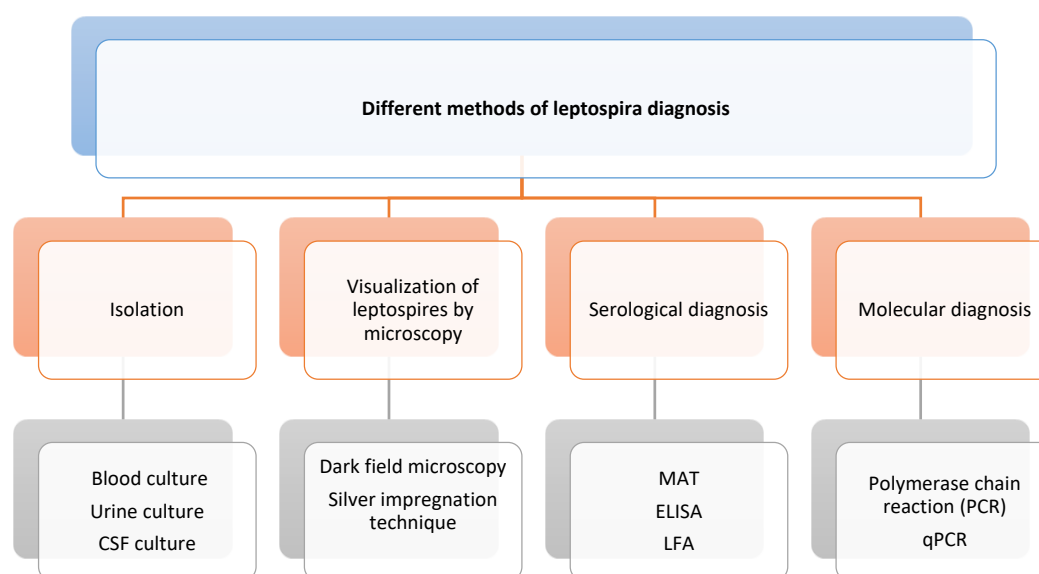 Different methods of leptospira diagnosis
Isolation
Visualization of
leptospires by
microscopy
Serological diagnosis
Molecular diagnosis
Blood culture
Urine culture
CSF culture
Dark field microscopy
Silver impregnation
technique
MAT
ELISA
LFA
Polymerase chain
reaction (PCR)
qPCR